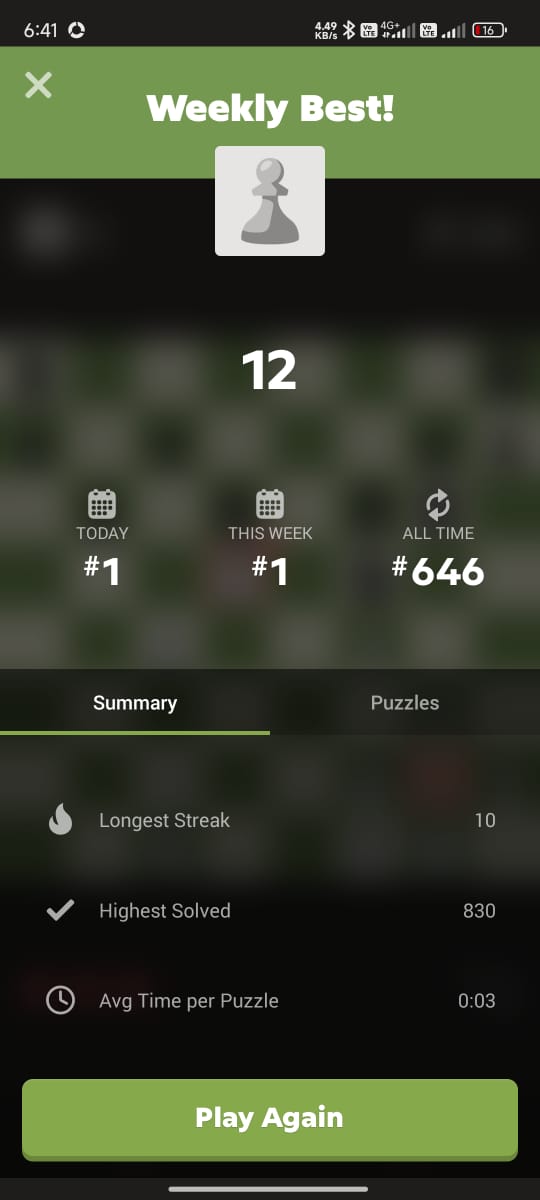 6:41 4.49 KB/s Vo LTE 4G+ Vo LTE 16
Weekly Best!
12
TODAY THIS WEEK ALL TIME
#1 #1 #646
Summary Puzzles
Longest Streak 10
Highest Solved 830
Avg Time per Puzzle 0:03
Play Again